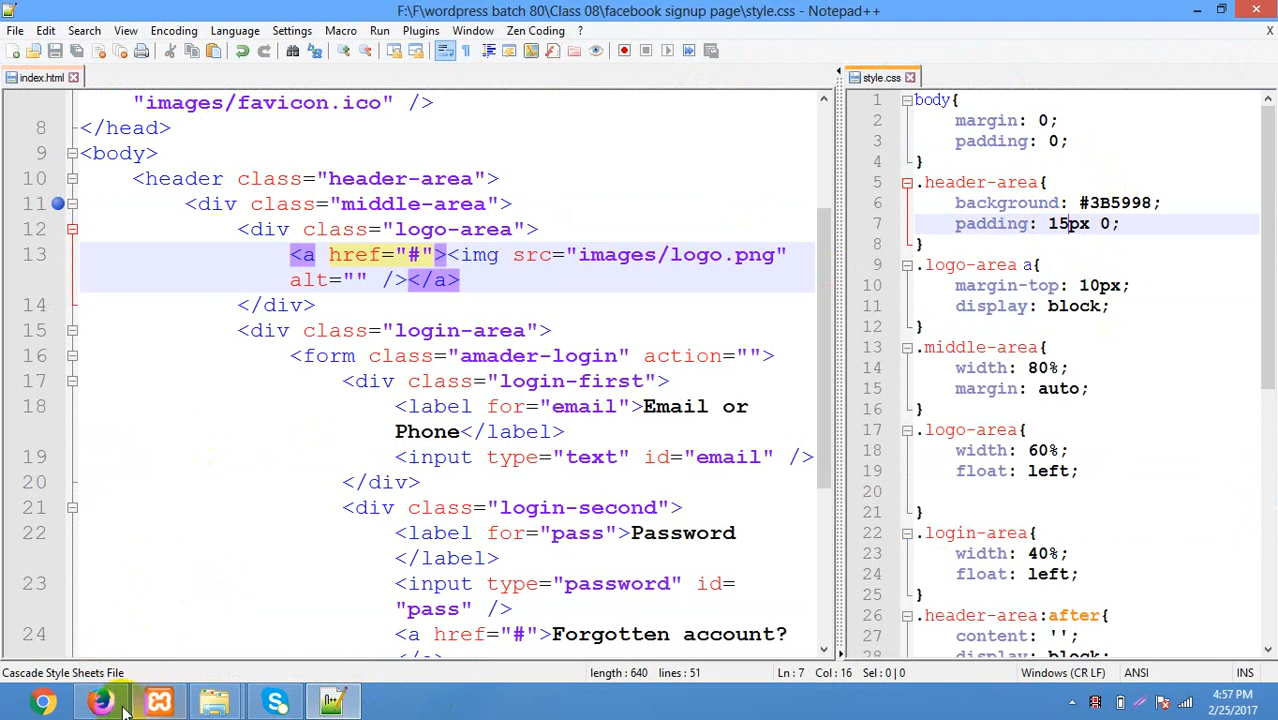 F:\F\wordpress batch 80\Class 08\facebook signup page\style.css - Notepad++
File Edit Search View Encoding Language Settings Macro Run Plugins Window Zen Coding ? X
index.html
"images/favicon.ico" />
8 </head>
9 <body>
10 <header class="header-area">
11 <div class="middle-area">
12 <div class="logo-area">
13 <a href="#"><img src="images/logo.png"
alt="" /></a>
14 </div>
15 <div class="login-area">
16 <form class="amader-login" action="">
17 <div class="login-first">
18 <label for="email">Email or
Phone</label>
19 <input type="text" id="email" />
20 </div>
21 <div class="login-second">
22 <label for="pass">Password
</label>
23 <input type="password" id=
"pass" />
24 <a href="#">Forgotten account?
style.css
1 body{
2 margin: 0;
3 padding: 0;
4 }
5 .header-area{
6 background: #3B5998;
7 padding: 15px 0;
8 }
9 .logo-area a{
10 margin-top: 10px;
11 display: block;
12 }
13 .middle-area{
14 width: 80%;
15 margin: auto;
16 }
17 .logo-area{
18 width: 60%;
19 float: left;
20
21 }
22 .login-area{
23 width: 40%;
24 float: left;
25 }
26 .header-area:after{
27 content: '';
28 display: block;
Cascade Style Sheets File length : 640 lines : 51 Ln : 7 Col : 16 Sel : 0 | 0 Windows (CR LF) ANSI INS
4:57 PM
2/25/2017